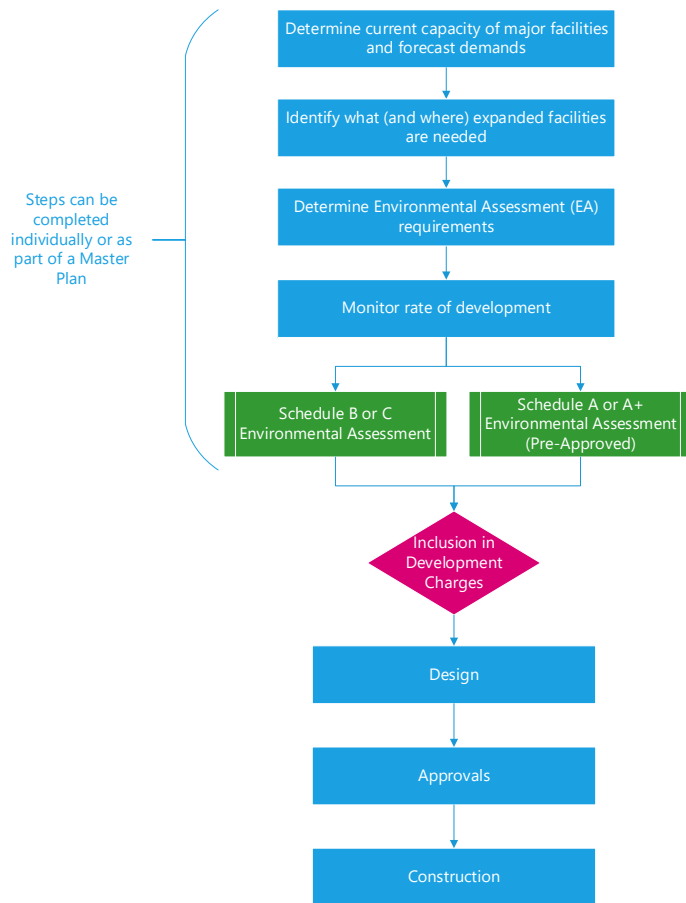 Determine current capacity of major facilities
and forecast demands
Identify what (and where) expanded facilities
are needed
Steps can be
completed
individually or as
part of a Master
Plan
Determine Environmental Assessment (EA)
requirements
Monitor rate of development
Schedule B or C
Environmental Assessment
Schedule A or A+
Environmental Assessment
(Pre-Approved)
Inclusion in
Development
Charges
Design
Approvals
Construction